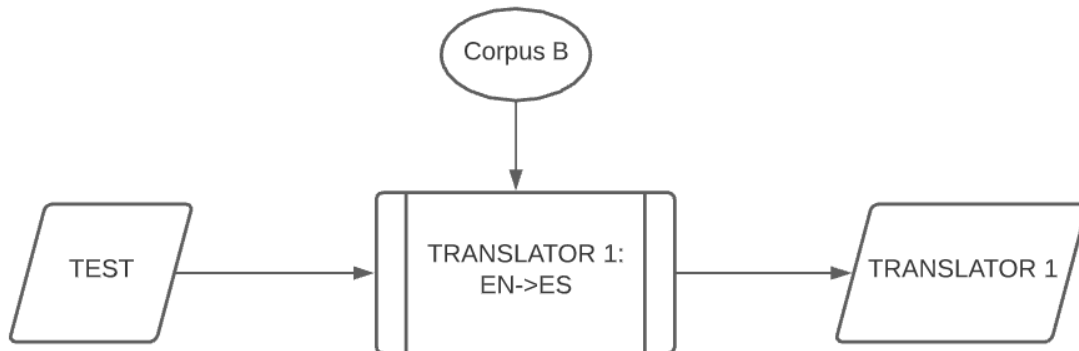 Corpus B
TEST
TRANSLATOR 1:
EN->ES
TRANSLATOR 1